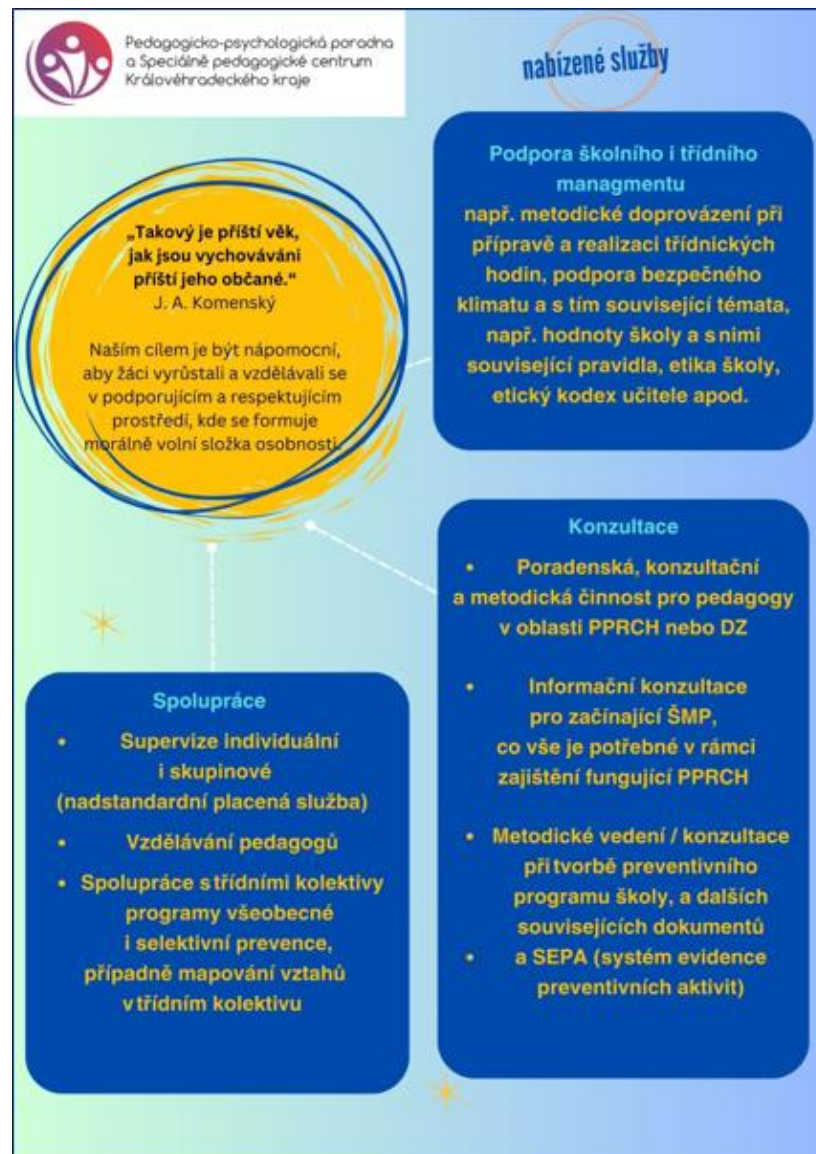 Pedagogicko-psychologická poradna
a Speciálně pedagogické centrum
Královéhradeckého kraje
nabízené služby
„Takový je příští věk,
jak jsou vychováváni
příští jeho občané.“
J. A. Komenský
Naším cílem je být nápomocní,
aby žáci vyrůstali a vzdělávali se
v podporujícím a respektujícím
prostředí, kde se formuje
morálně volní složka osobnosti.
Podpora školního i třídního
managmentu
např. metodické doprovázení při
přípravě a realizaci třídnických
hodin, podpora bezpečného
klimatu a s tím související témata,
např. hodnoty školy a s nimi
související pravidla, etika školy,
etický kodex učitele apod.
Konzultace
• Poradenská, konzultační
a metodická činnost pro pedagogy
v oblasti PPRCH nebo DZ
• Informační konzultace
pro začínající ŠMP,
co vše je potřebné v rámci
zajištění fungující PPRCH
• Metodické vedení / konzultace
při tvorbě preventivního
programu školy, a dalších
souvisejících dokumentů
• a SEPA (systém evidence
preventivních aktivit)
Spolupráce
• Supervize individuální
i skupinové
(nadstandardní placená služba)
• Vzdělávání pedagogů
• Spolupráce s třídními kolektivy
programy všeobecné
i selektivní prevence,
případně mapování vztahů
v třídním kolektivu